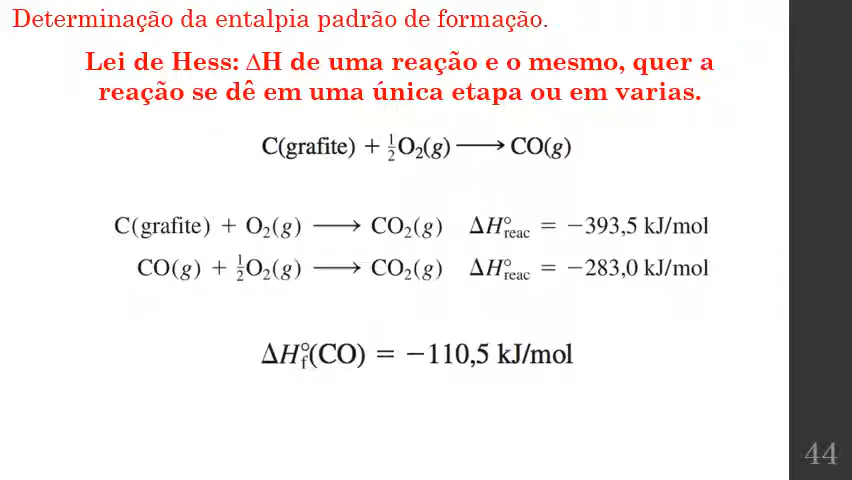 Determinação da entalpia padrão de formação.
Lei de Hess: ΔH de uma reação e o mesmo, quer a
reação se dê em uma única etapa ou em varias.
C(grafite) + ½O₂(g) ⟶ CO(g)
C(grafite) + O₂(g) ⟶ CO₂(g) ΔH°reac = −393,5 kJ/mol
CO(g) + ½O₂(g) ⟶ CO₂(g) ΔH°reac = −283,0 kJ/mol
ΔH°f(CO) = −110,5 kJ/mol
44